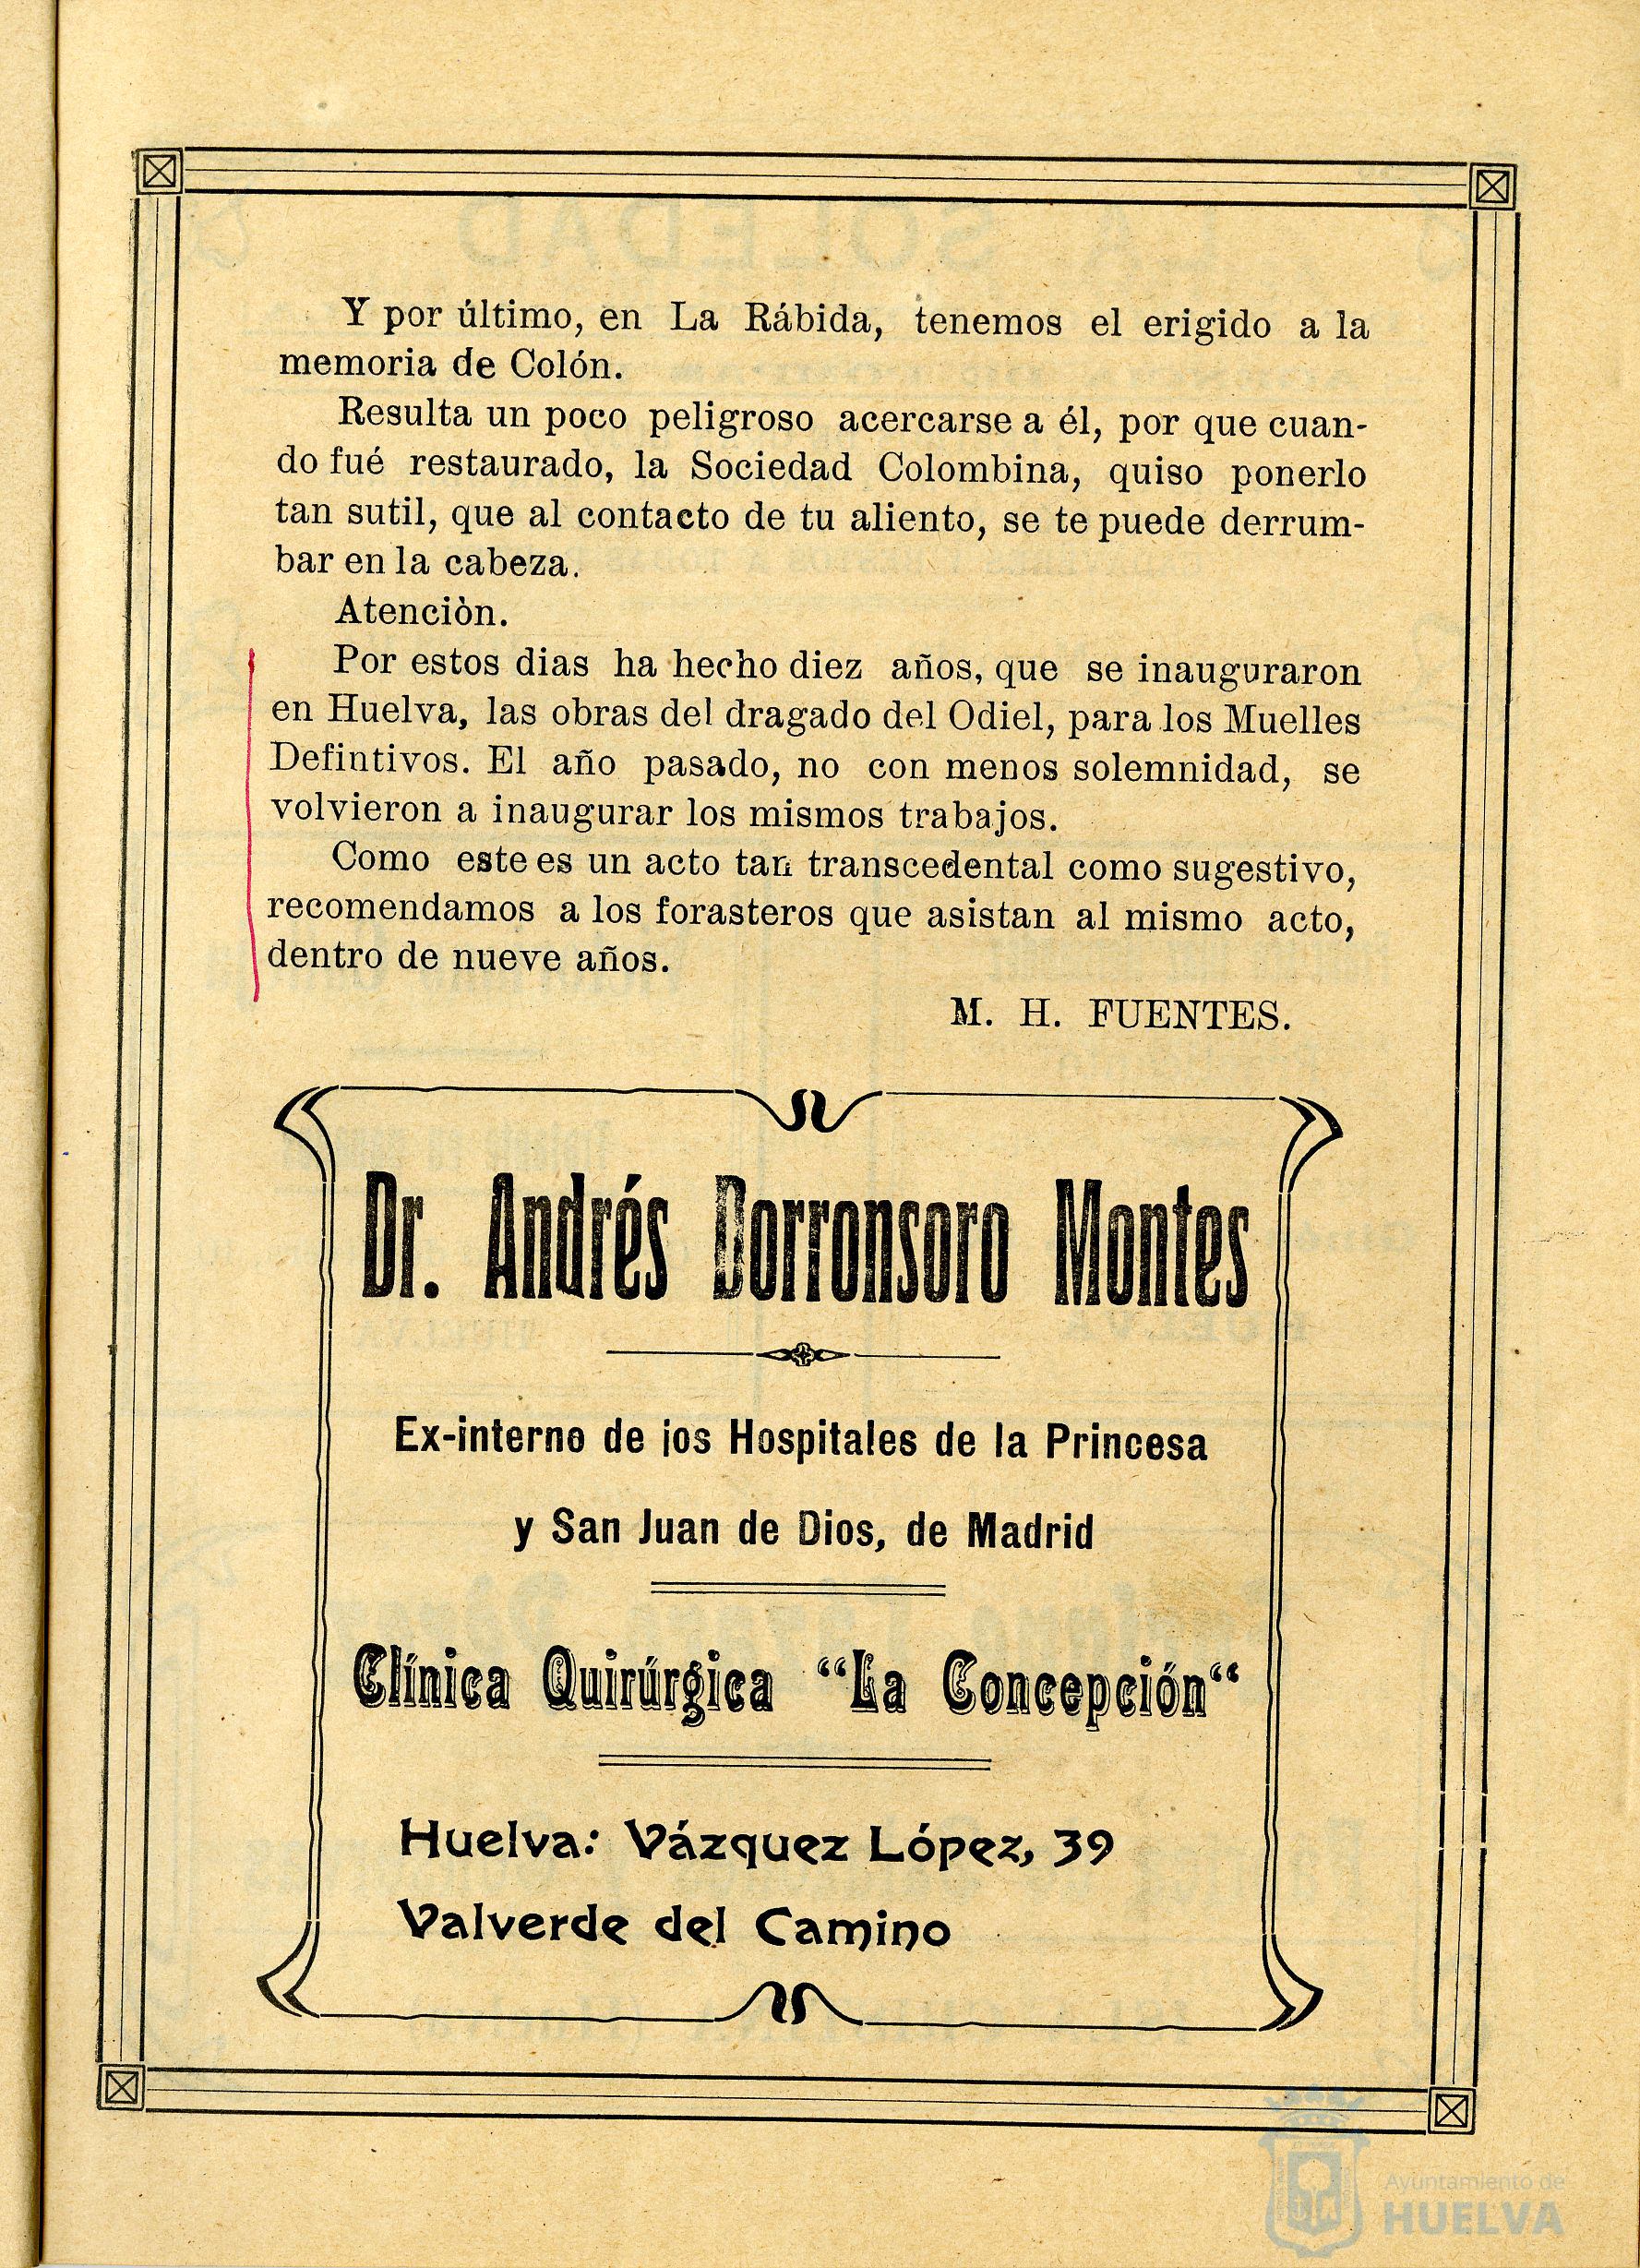 Y por último, en La Rábida, tenemos el erigido a la
memoria de Colón.
Resulta un poco peligroso acercarse a él, por que cuan-
do fué restaurado, la Sociedad Colombina, quiso ponerlo
tan sutil, que al contacto de tu aliento, se te puede derrum-
bar en la cabeza.
Atenciòn.
Por estos dias ha hecho diez años, que se inauguraron
en Huelva, las obras del dragado del Odiel, para los Muelles
Defintivos. El año pasado, no con menos solemnidad, se
volvieron a inaugurar los mismos trabajos.
Como este es un acto tan transcedental como sugestivo,
recomendamos a los forasteros que asistan al mismo acto,
dentro de nueve años.
M. H. FUENTES.
Dr. Andrés Dorronsoro Montes
Ex-interno de ios Hospitales de la Princesa
y San Juan de Dios, de Madrid
Clínica Quirúrgica “La Concepción“
Huelva: Vázquez López, 39
Valverde del Camino
Ayuntamiento de
HUELVA